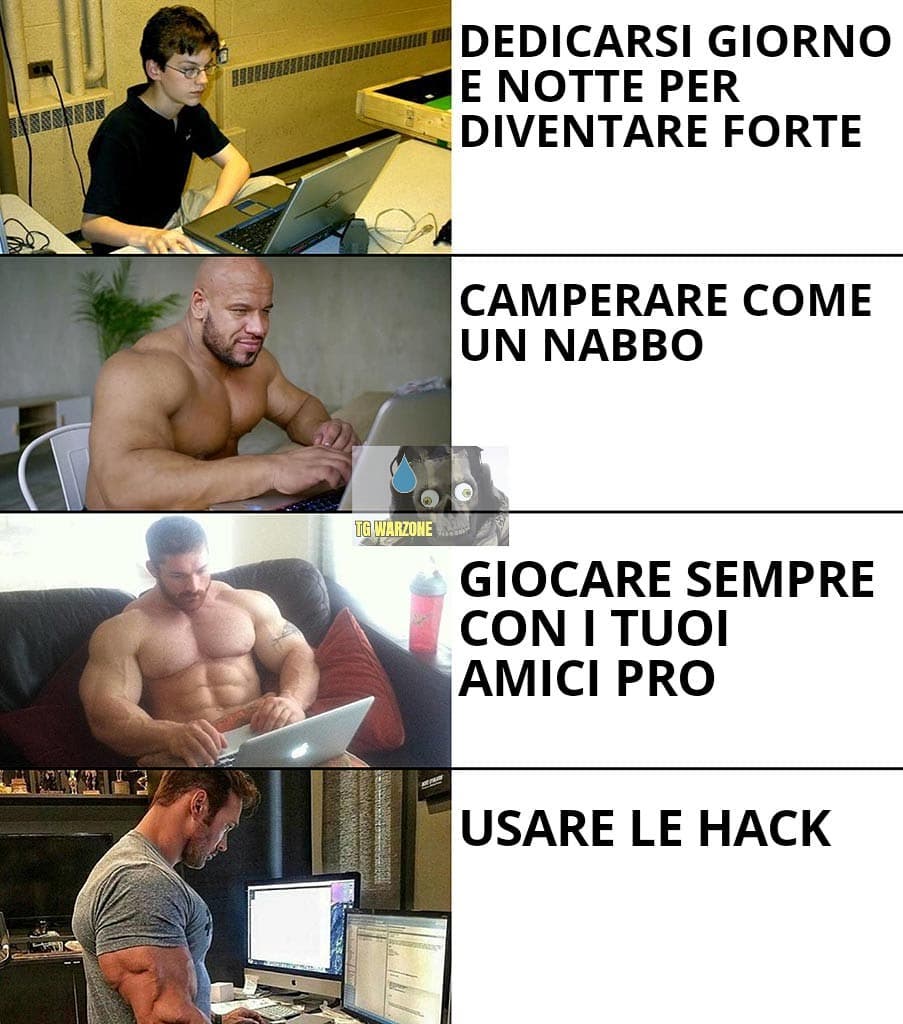 DEDICARSI GIORNO
E NOTTE PER
DIVENTARE FORTE
CAMPERARE COME
UN NABBO
TG WARZONE
GIOCARE SEMPRE
CON I TUOI
AMICI PRO
USARE LE HACK